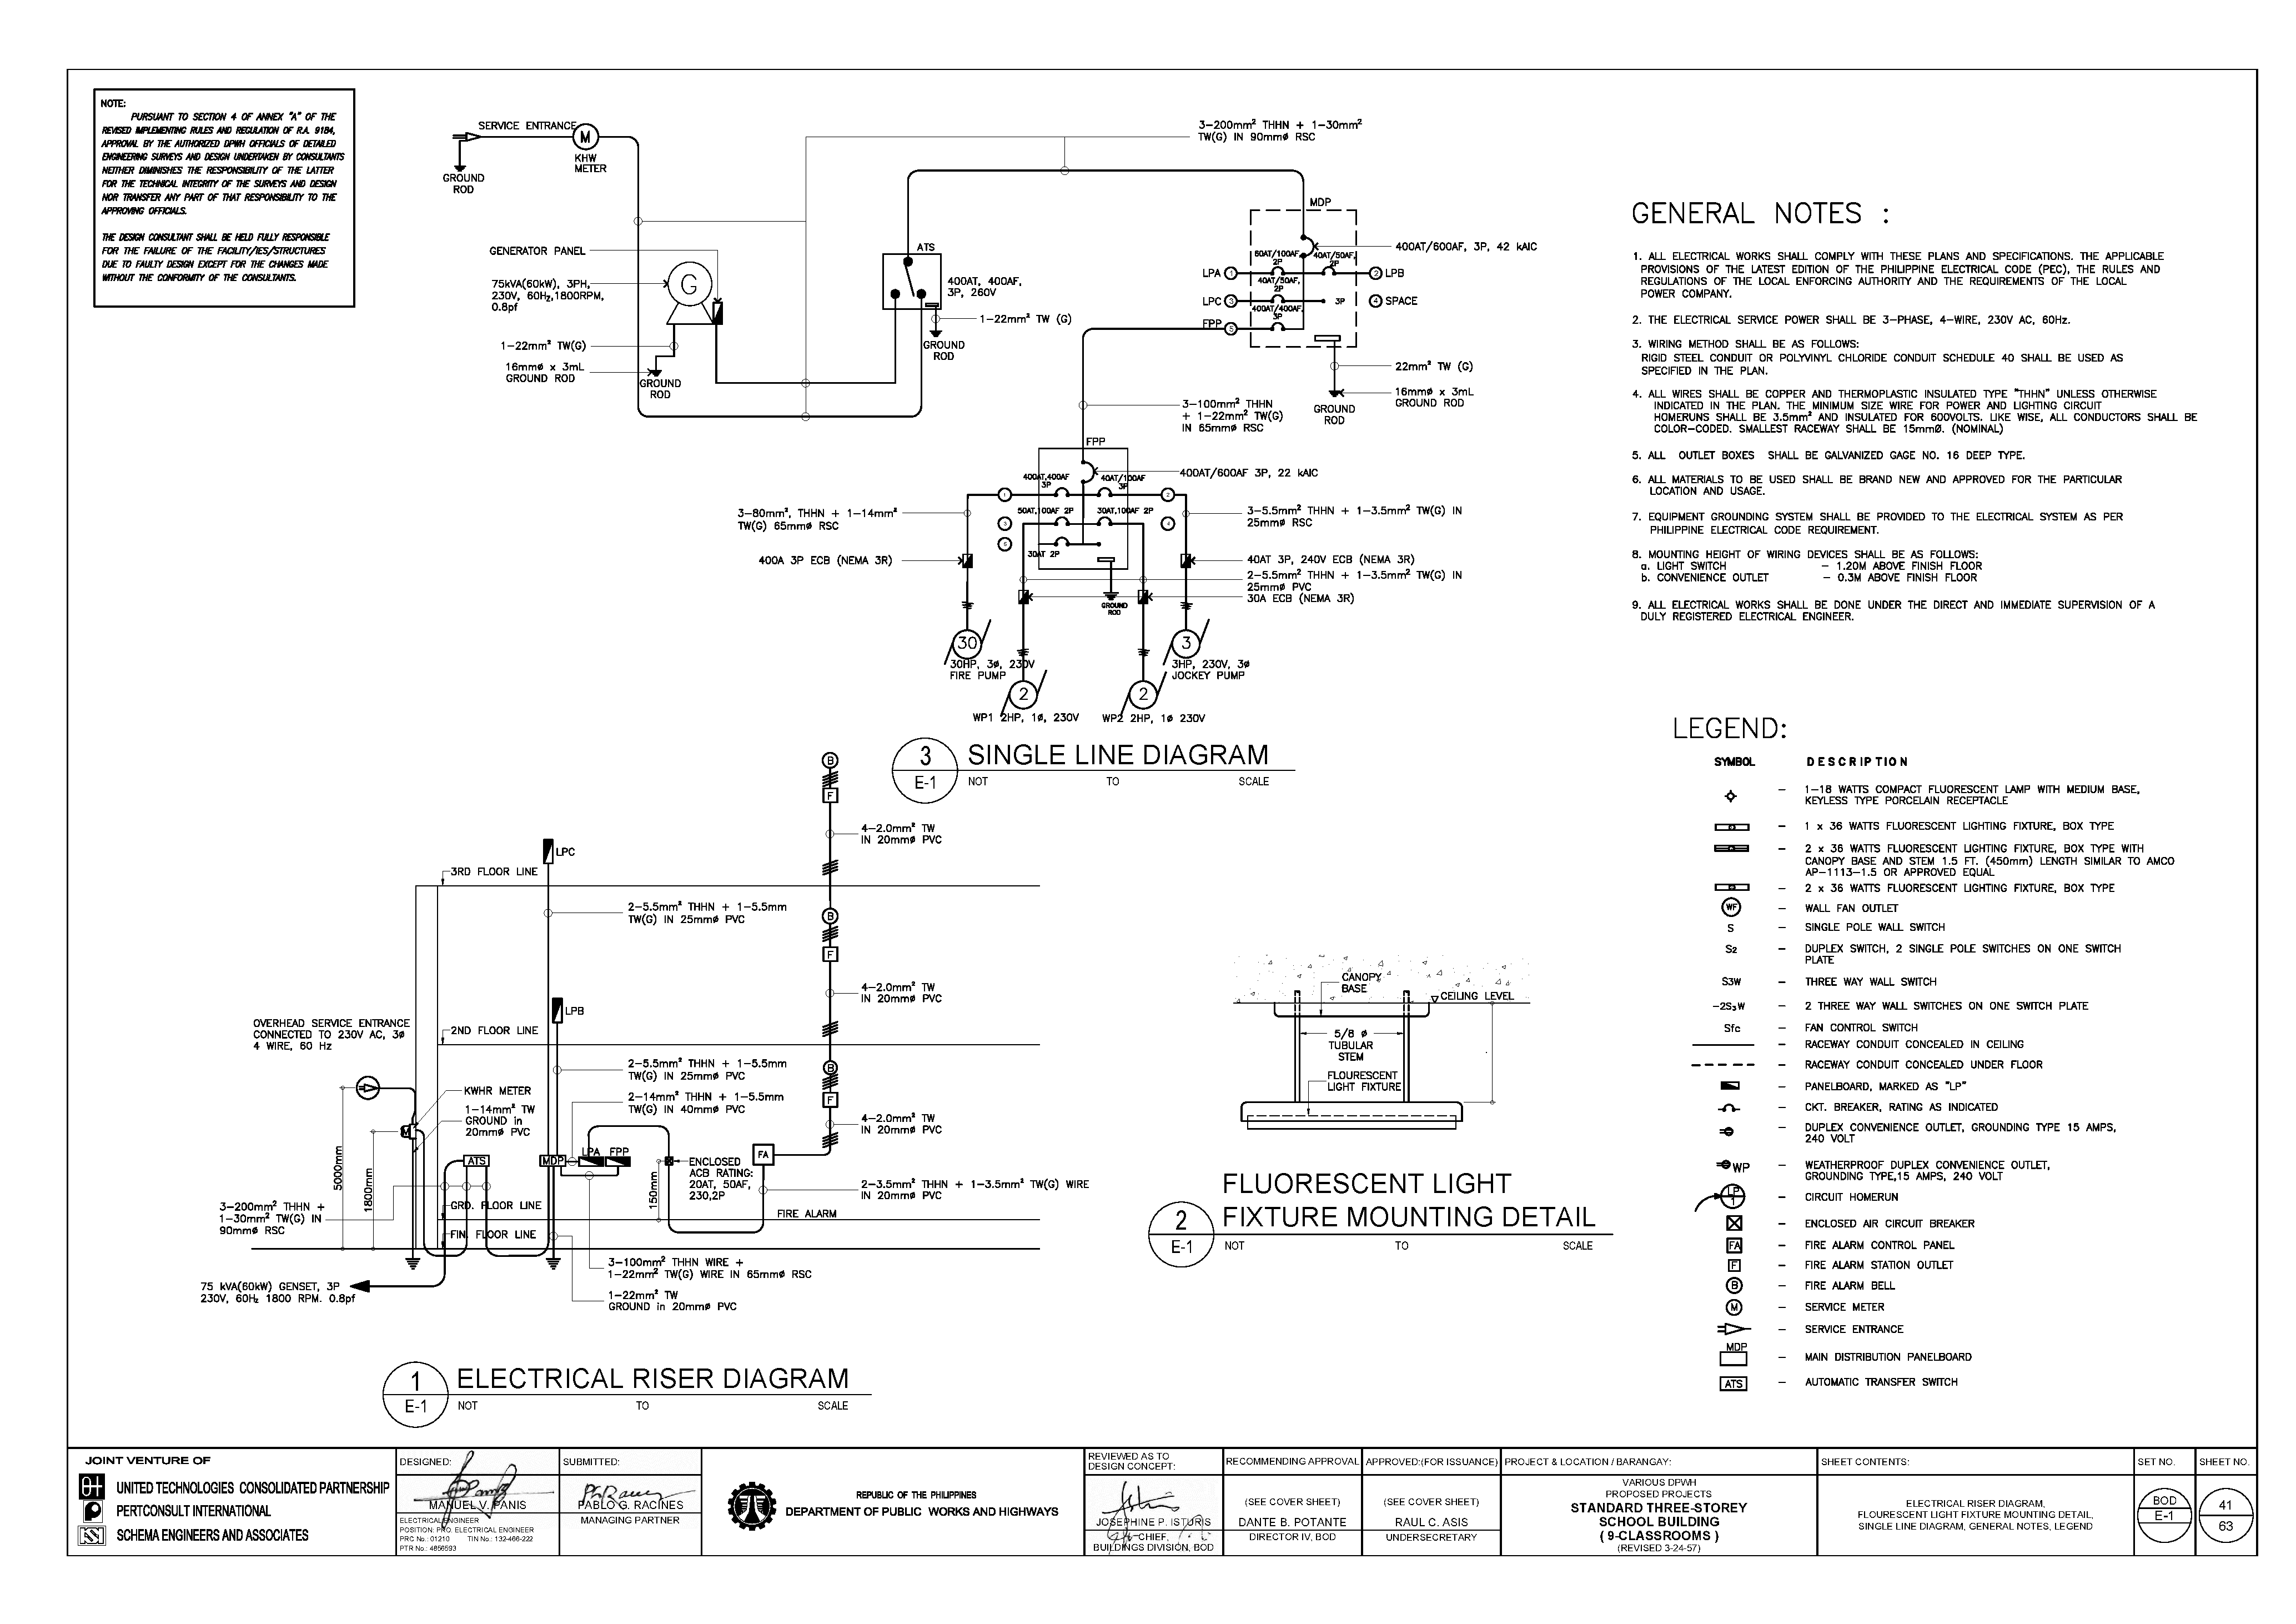 NOTE:
PURSUANT TO SECTION 4 OF ANNEX "A" OF THE
REVISED IMPLEMENTING RULES AND REGULATION OF R.A. 9184,
APPROVAL BY THE AUTHORIZED DPWH OFFICIALS OF DETAILED
ENGINEERING SURVEYS AND DESIGN UNDERTAKEN BY CONSULTANTS
NEITHER DIMINISHES THE RESPONSIBILITY OF THE LATTER
FOR THE TECHNICAL INTEGRITY OF THE SURVEYS AND DESIGN
NOR TRANSFER ANY PART OF THAT RESPONSIBILITY TO THE
APPROVING OFFICIALS.
THE DESIGN CONSULTANT SHALL BE HELD FULLY RESPONSIBLE
FOR THE FAILURE OF THE FACILITY/IES/STRUCTURES
DUE TO FAULTY DESIGN EXCEPT FOR THE CHANGES MADE
WITHOUT THE CONFORMITY OF THE CONSULTANTS.
SERVICE ENTRANCE
M
KHW
METER
GROUND
ROD
3-200mm² THHN + 1-30mm²
TW(G) IN 90mmø RSC
GENERATOR PANEL
G
75kVA(60kW), 3PH,
230V, 60Hz,1800RPM,
0.8pf
1-22mm² TW(G)
16mmø x 3mL
GROUND ROD
GROUND
ROD
ATS
400AT, 400AF,
3P, 260V
1-22mm² TW (G)
GROUND
ROD
MDP
400AT/600AF, 3P, 42 kAIC
60AT/100AF,
2P
40AT/50AF,
2P
LPA 1
2 LPB
40AT/50AF,
2P
LPC 3
3P
4 SPACE
400AT/400AF,
3P
FPP 5
22mm² TW (G)
16mmø x 3mL
GROUND ROD
GROUND
ROD
3-100mm² THHN
+ 1-22mm² TW(G)
IN 65mmø RSC
FPP
400AT/600AF 3P, 22 kAIC
400AT,400AF
3P
40AT/100AF
3P
1
2
50AT,100AF 2P
30AT,100AF 2P
3
4
30AT 2P
GROUND
ROD
3-80mm², THHN + 1-14mm²
TW(G) 65mmø RSC
400A 3P ECB (NEMA 3R)
3-5.5mm² THHN + 1-3.5mm² TW(G) IN
25mmø RSC
40AT 3P, 240V ECB (NEMA 3R)
2-5.5mm² THHN + 1-3.5mm² TW(G) IN
25mmø PVC
30A ECB (NEMA 3R)
30
30HP, 3ø, 230V
FIRE PUMP
3
3HP, 230V, 3ø
JOCKEY PUMP
2
WP1 2HP, 1ø, 230V
2
WP2 2HP, 1ø 230V
3
E-1
SINGLE LINE DIAGRAM
NOT TO SCALE
GENERAL NOTES :
1. ALL ELECTRICAL WORKS SHALL COMPLY WITH THESE PLANS AND SPECIFICATIONS. THE APPLICABLE
PROVISIONS OF THE LATEST EDITION OF THE PHILIPPINE ELECTRICAL CODE (PEC), THE RULES AND
REGULATIONS OF THE LOCAL ENFORCING AUTHORITY AND THE REQUIREMENTS OF THE LOCAL
POWER COMPANY.
2. THE ELECTRICAL SERVICE POWER SHALL BE 3-PHASE, 4-WIRE, 230V AC, 60Hz.
3. WIRING METHOD SHALL BE AS FOLLOWS:
RIGID STEEL CONDUIT OR POLYVINYL CHLORIDE CONDUIT SCHEDULE 40 SHALL BE USED AS
SPECIFIED IN THE PLAN.
4. ALL WIRES SHALL BE COPPER AND THERMOPLASTIC INSULATED TYPE "THHN" UNLESS OTHERWISE
INDICATED IN THE PLAN. THE MINIMUM SIZE WIRE FOR POWER AND LIGHTING CIRCUIT
HOMERUNS SHALL BE 3.5mm² AND INSULATED FOR 600VOLTS. LIKE WISE, ALL CONDUCTORS SHALL BE
COLOR-CODED. SMALLEST RACEWAY SHALL BE 15mmØ. (NOMINAL)
5. ALL OUTLET BOXES SHALL BE GALVANIZED GAGE NO. 16 DEEP TYPE.
6. ALL MATERIALS TO BE USED SHALL BE BRAND NEW AND APPROVED FOR THE PARTICULAR
LOCATION AND USAGE.
7. EQUIPMENT GROUNDING SYSTEM SHALL BE PROVIDED TO THE ELECTRICAL SYSTEM AS PER
PHILIPPINE ELECTRICAL CODE REQUIREMENT.
8. MOUNTING HEIGHT OF WIRING DEVICES SHALL BE AS FOLLOWS:
a. LIGHT SWITCH - 1.20M ABOVE FINISH FLOOR
b. CONVENIENCE OUTLET - 0.3M ABOVE FINISH FLOOR
9. ALL ELECTRICAL WORKS SHALL BE DONE UNDER THE DIRECT AND IMMEDIATE SUPERVISION OF A
DULY REGISTERED ELECTRICAL ENGINEER.
LEGEND:
SYMBOL DESCRIPTION
- 1-18 WATTS COMPACT FLUORESCENT LAMP WITH MEDIUM BASE,
KEYLESS TYPE PORCELAIN RECEPTACLE
- 1 x 36 WATTS FLUORESCENT LIGHTING FIXTURE, BOX TYPE
- 2 x 36 WATTS FLUORESCENT LIGHTING FIXTURE, BOX TYPE WITH
CANOPY BASE AND STEM 1.5 FT. (450mm) LENGTH SIMILAR TO AMCO
AP-1113-1.5 OR APPROVED EQUAL
- 2 x 36 WATTS FLUORESCENT LIGHTING FIXTURE, BOX TYPE
WF - WALL FAN OUTLET
S - SINGLE POLE WALL SWITCH
S2 - DUPLEX SWITCH, 2 SINGLE POLE SWITCHES ON ONE SWITCH
PLATE
S3W - THREE WAY WALL SWITCH
-2S3W - 2 THREE WAY WALL SWITCHES ON ONE SWITCH PLATE
Sfc - FAN CONTROL SWITCH
- RACEWAY CONDUIT CONCEALED IN CEILING
- RACEWAY CONDUIT CONCEALED UNDER FLOOR
- PANELBOARD, MARKED AS "LP"
- CKT. BREAKER, RATING AS INDICATED
- DUPLEX CONVENIENCE OUTLET, GROUNDING TYPE 15 AMPS,
240 VOLT
WP - WEATHERPROOF DUPLEX CONVENIENCE OUTLET,
GROUNDING TYPE,15 AMPS, 240 VOLT
LP
1
- CIRCUIT HOMERUN
- ENCLOSED AIR CIRCUIT BREAKER
FA - FIRE ALARM CONTROL PANEL
F - FIRE ALARM STATION OUTLET
B - FIRE ALARM BELL
M - SERVICE METER
- SERVICE ENTRANCE
MDP
- MAIN DISTRIBUTION PANELBOARD
ATS - AUTOMATIC TRANSFER SWITCH
B
F
4-2.0mm² TW
IN 20mmø PVC
LPC
3RD FLOOR LINE
2-5.5mm² THHN + 1-5.5mm
TW(G) IN 25mmø PVC
B
F
4-2.0mm² TW
IN 20mmø PVC
LPB
OVERHEAD SERVICE ENTRANCE
CONNECTED TO 230V AC, 3ø
4 WIRE, 60 Hz
2ND FLOOR LINE
2-5.5mm² THHN + 1-5.5mm
TW(G) IN 25mmø PVC
B
F
4-2.0mm² TW
IN 20mmø PVC
KWHR METER
1-14mm² TW
GROUND in
20mmø PVC
2-14mm² THHN + 1-5.5mm
TW(G) IN 40mmø PVC
M
5000mm
1800mm
ATS
MDP
LPA
FPP
150mm
ENCLOSED
ACB RATING:
20AT, 50AF,
230,2P
FA
2-3.5mm² THHN + 1-3.5mm² TW(G) WIRE
IN 20mmø PVC
3-200mm² THHN +
1-30mm² TW(G) IN
90mmø RSC
GRD. FLOOR LINE
FIRE ALARM
FIN. FLOOR LINE
3-100mm² THHN WIRE +
1-22mm² TW(G) WIRE IN 65mmø RSC
75 kVA(60kW) GENSET, 3P
230V, 60Hz 1800 RPM. 0.8pf
1-22mm² TW
GROUND in 20mmø PVC
1
E-1
ELECTRICAL RISER DIAGRAM
NOT TO SCALE
CANOPY
BASE
CEILING LEVEL
5/8 ø
TUBULAR
STEM
FLOURESCENT
LIGHT FIXTURE
2
E-1
FLUORESCENT LIGHT
FIXTURE MOUNTING DETAIL
NOT TO SCALE
JOINT VENTURE OF
UNITED TECHNOLOGIES CONSOLIDATED PARTNERSHIP
PERTCONSULT INTERNATIONAL
SCHEMA ENGINEERS AND ASSOCIATES
DESIGNED:
MANUEL V. PANIS
ELECTRICAL ENGINEER
POSITION: PRO. ELECTRICAL ENGINEER
PRC No.: 01210 TIN No.: 132-466-222
PTR No.: 4856593
SUBMITTED:
PABLO G. RACINES
MANAGING PARTNER
REPUBLIC OF THE PHILIPPINES
DEPARTMENT OF PUBLIC WORKS AND HIGHWAYS
REVIEWED AS TO
DESIGN CONCEPT:
JOSEPHINE P. ISTURIS
CHIEF,
BUILDINGS DIVISION, BOD
RECOMMENDING APPROVAL
(SEE COVER SHEET)
DANTE B. POTANTE
DIRECTOR IV, BOD
APPROVED:(FOR ISSUANCE)
(SEE COVER SHEET)
RAUL C. ASIS
UNDERSECRETARY
PROJECT & LOCATION / BARANGAY:
VARIOUS DPWH
PROPOSED PROJECTS
STANDARD THREE-STOREY
SCHOOL BUILDING
( 9-CLASSROOMS )
(REVISED 3-24-57)
SHEET CONTENTS:
ELECTRICAL RISER DIAGRAM,
FLOURESCENT LIGHT FIXTURE MOUNTING DETAIL,
SINGLE LINE DIAGRAM, GENERAL NOTES, LEGEND
SET NO.
BOD
E-1
SHEET NO.
41
63